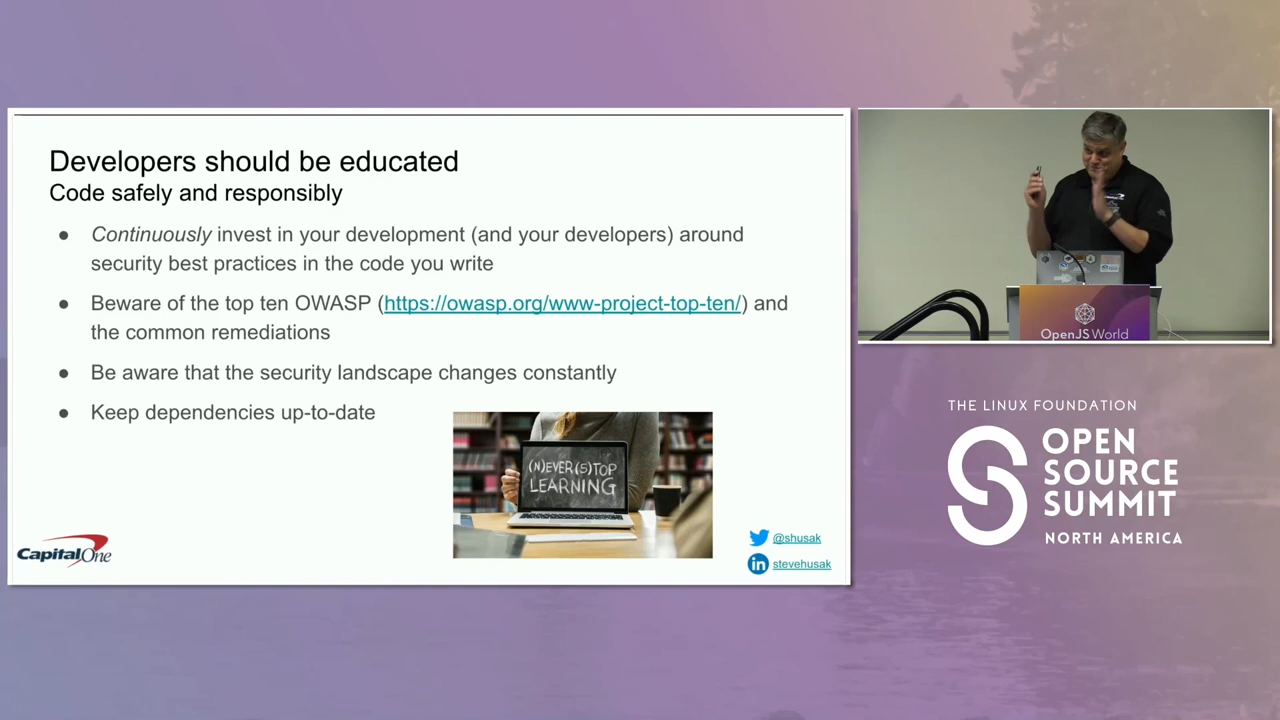 Developers should be educated
Code safely and responsibly
● Continuously invest in your development (and your developers) around
security best practices in the code you write
● Beware of the top ten OWASP (https://owasp.org/www-project-top-ten/) and
the common remediations
● Be aware that the security landscape changes constantly
● Keep dependencies up-to-date
(N)EVER (S)TOP
LEARNING
CapitalOne
@shusak
stevehusak
OpenJS World
THE LINUX FOUNDATION
OPEN
SOURCE
SUMMIT
NORTH AMERICA